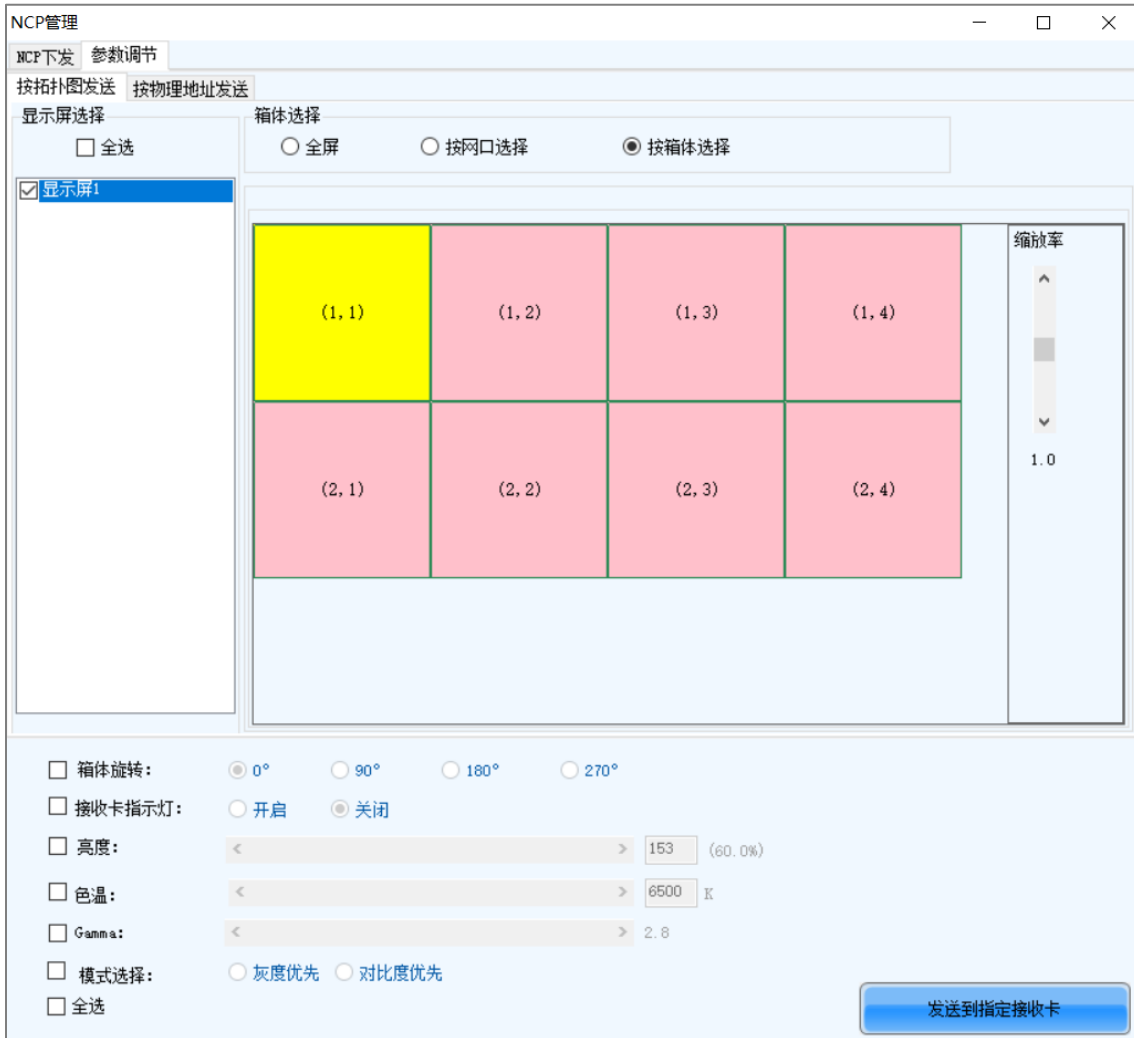 NCP管理
NCP下发 参数调节
按拓扑图发送 按物理地址发送
显示屏选择 箱体选择
全选 全屏 按网口选择 按箱体选择
显示屏1
缩放率
(1,1) (1,2) (1,3) (1,4)
1.0
(2,1) (2,2) (2,3) (2,4)
箱体旋转: 0° 90° 180° 270°
接收卡指示灯: 开启 关闭
亮度: 153 (60.0%)
色温: 6500 K
Gamma: 2.8
模式选择: 灰度优先 对比度优先
全选 发送到指定接收卡